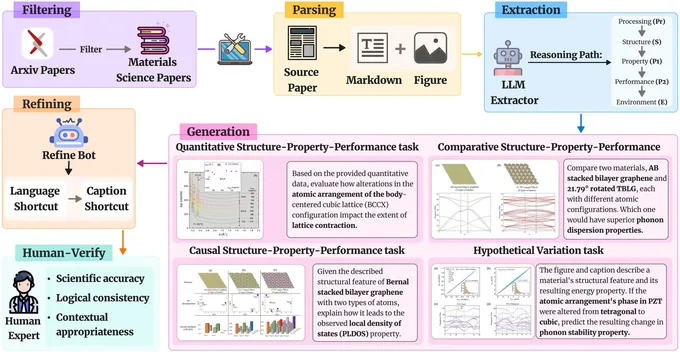 Filtering
Arxiv Papers
Filter
Materials
Science Papers
Parsing
Source
Paper
Markdown
Figure
Extraction
LLM
Extractor
Reasoning Path:
Processing (Pr)
Structure (S)
Property (P1)
Performance (P2)
Environment (E)
Refining
Refine Bot
Language
Shortcut
Caption
Shortcut
Human-Verify
Human
Expert
• Scientific accuracy
• Logical consistency
• Contextual
appropriateness
Generation
Quantitative Structure-Property-Performance task
Based on the provided quantitative
data, evaluate how alterations in the
atomic arrangement of the body-
centered cubic lattice (BCCX)
configuration impact the extent of
lattice contraction.
Comparative Structure-Property-Performance
Compare two materials, AB
stacked bilayer graphene and
21.79° rotated TBLG, each
with different atomic
configurations. Which one
would have superior phonon
dispersion properties.
Causal Structure-Property-Performance task
Given the described
structural feature of Bernal
stacked bilayer graphene
with two types of atoms,
explain how it leads to the
observed local density of
states (PLDOS) property.
Hypothetical Variation task
The figure and caption describe a
material's structural feature and its
resulting energy property. If the
atomic arrangement's phase in PZT
were altered from tetragonal to
cubic, predict the resulting change in
phonon stability property.